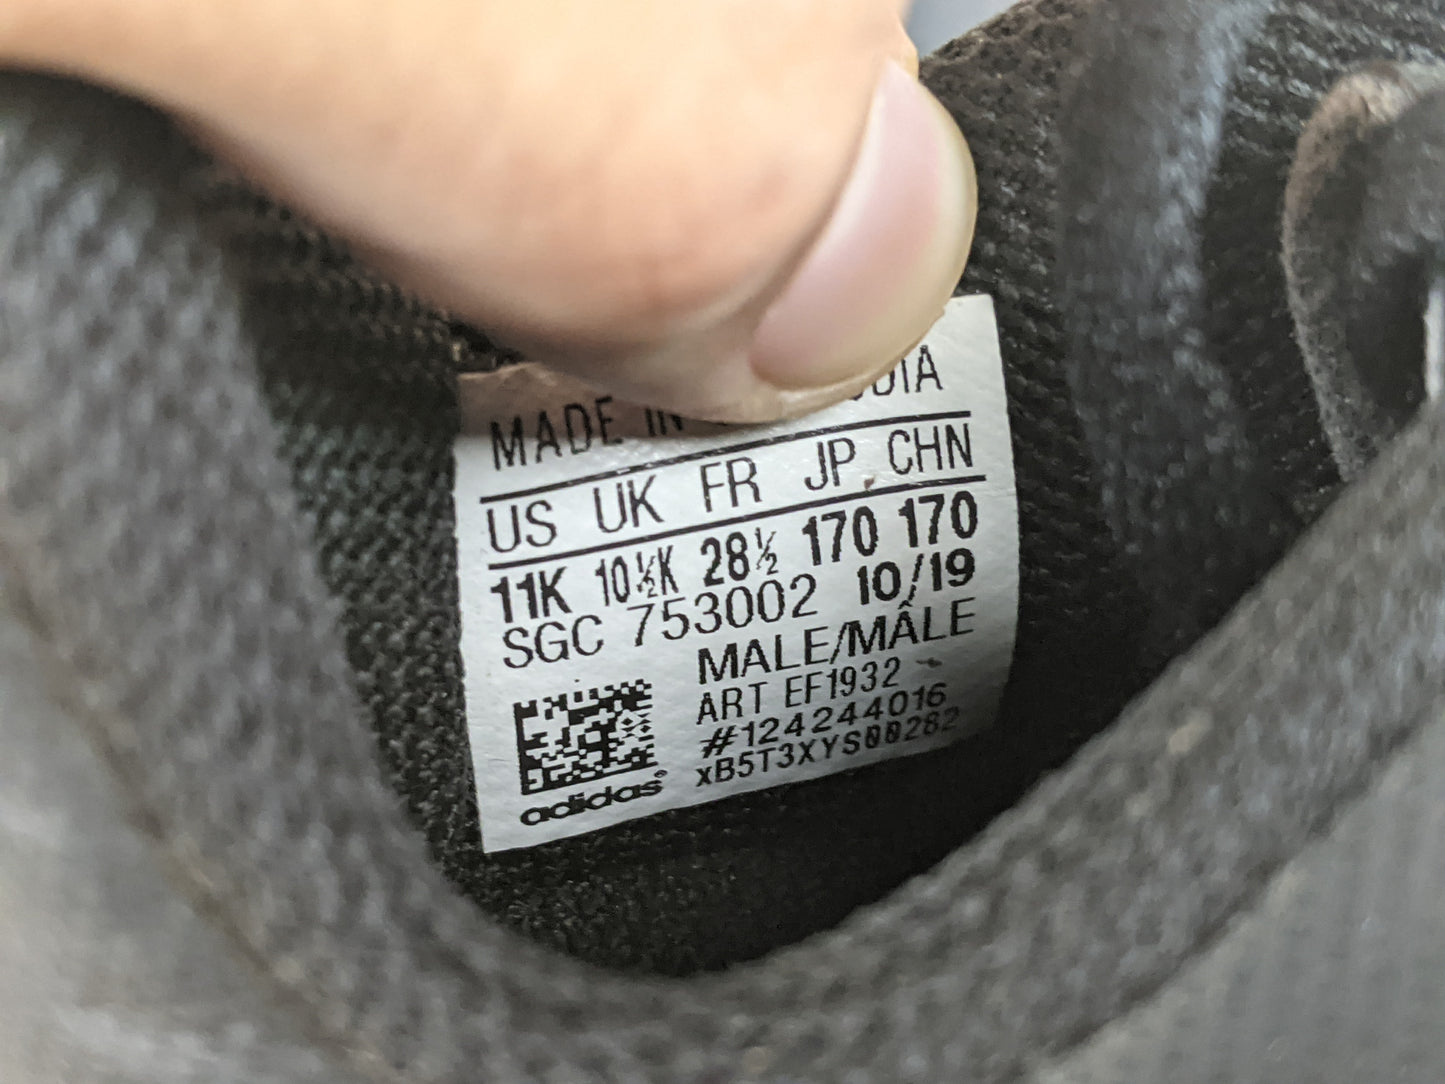 MADE IN
US UK FR JP CHN
11K 10½K 28½ 170 170
SGC 753002 10/19
MALE/MÂLE
ART EF1932
#124244016
xB5T3XYS00282
adidas®